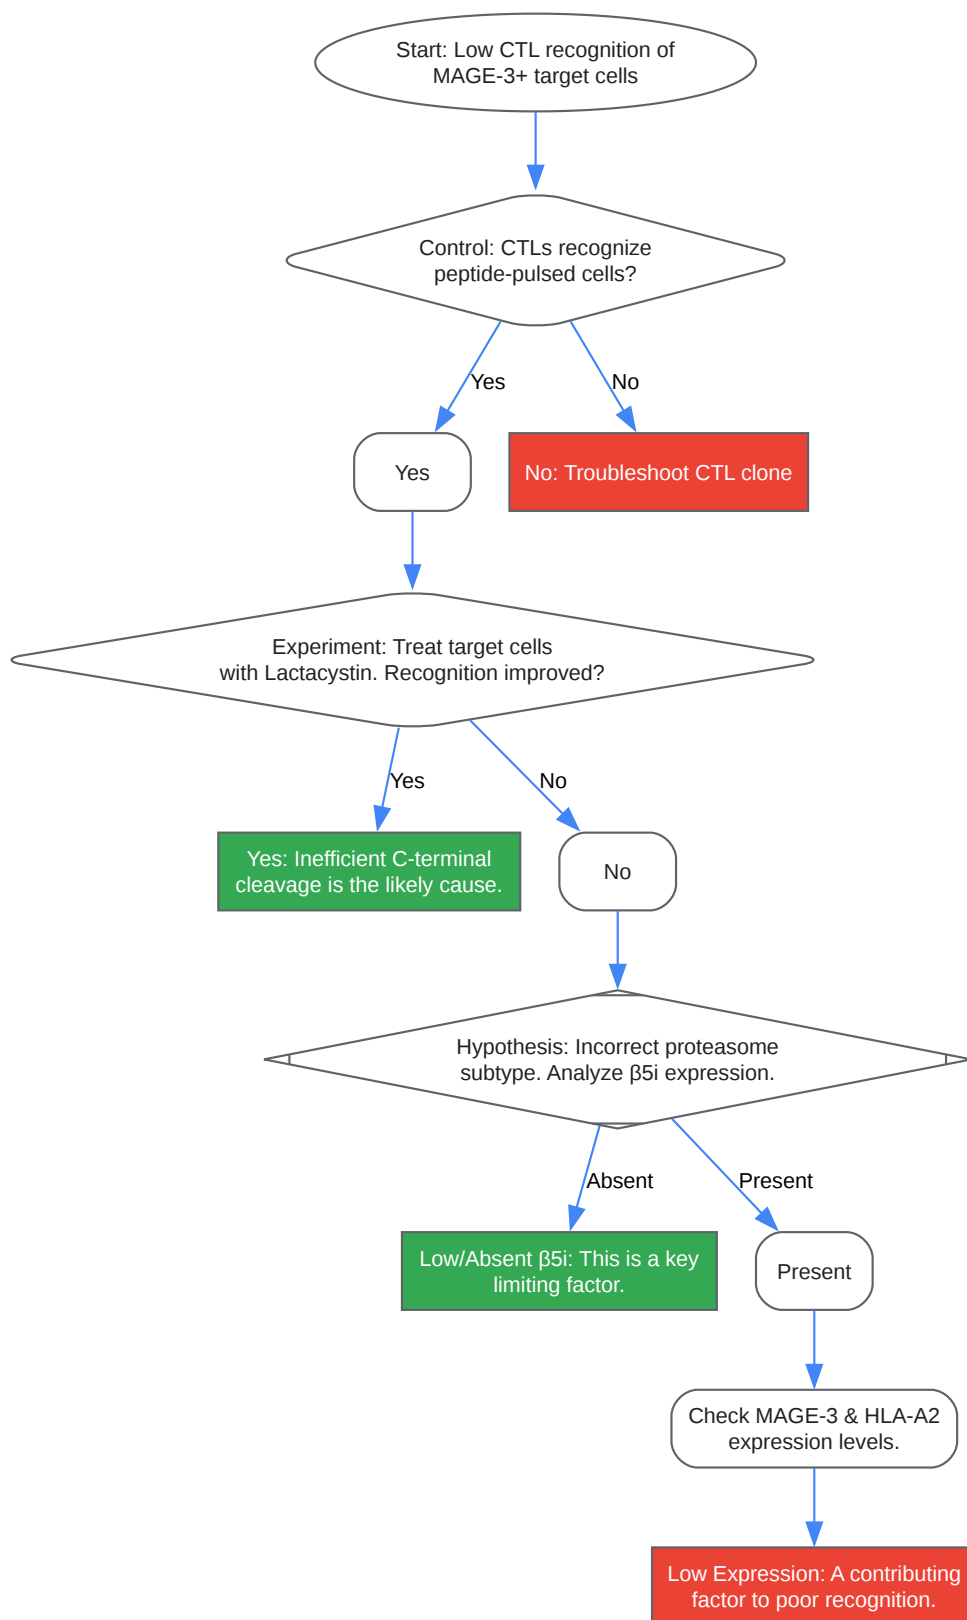 Start: Low CTL recognition of
MAGE-3+ target cells
Control: CTLs recognize
peptide-pulsed cells?
Yes
No
Yes
No: Troubleshoot CTL clone
Experiment: Treat target cells
with Lactacystin. Recognition improved?
Yes
No
Yes: Inefficient C-terminal
cleavage is the likely cause.
No
Hypothesis: Incorrect proteasome
subtype. Analyze β5i expression.
Absent
Present
Low/Absent β5i: This is a key
limiting factor.
Present
Check MAGE-3 & HLA-A2
expression levels.
Low Expression: A contributing
factor to poor recognition.